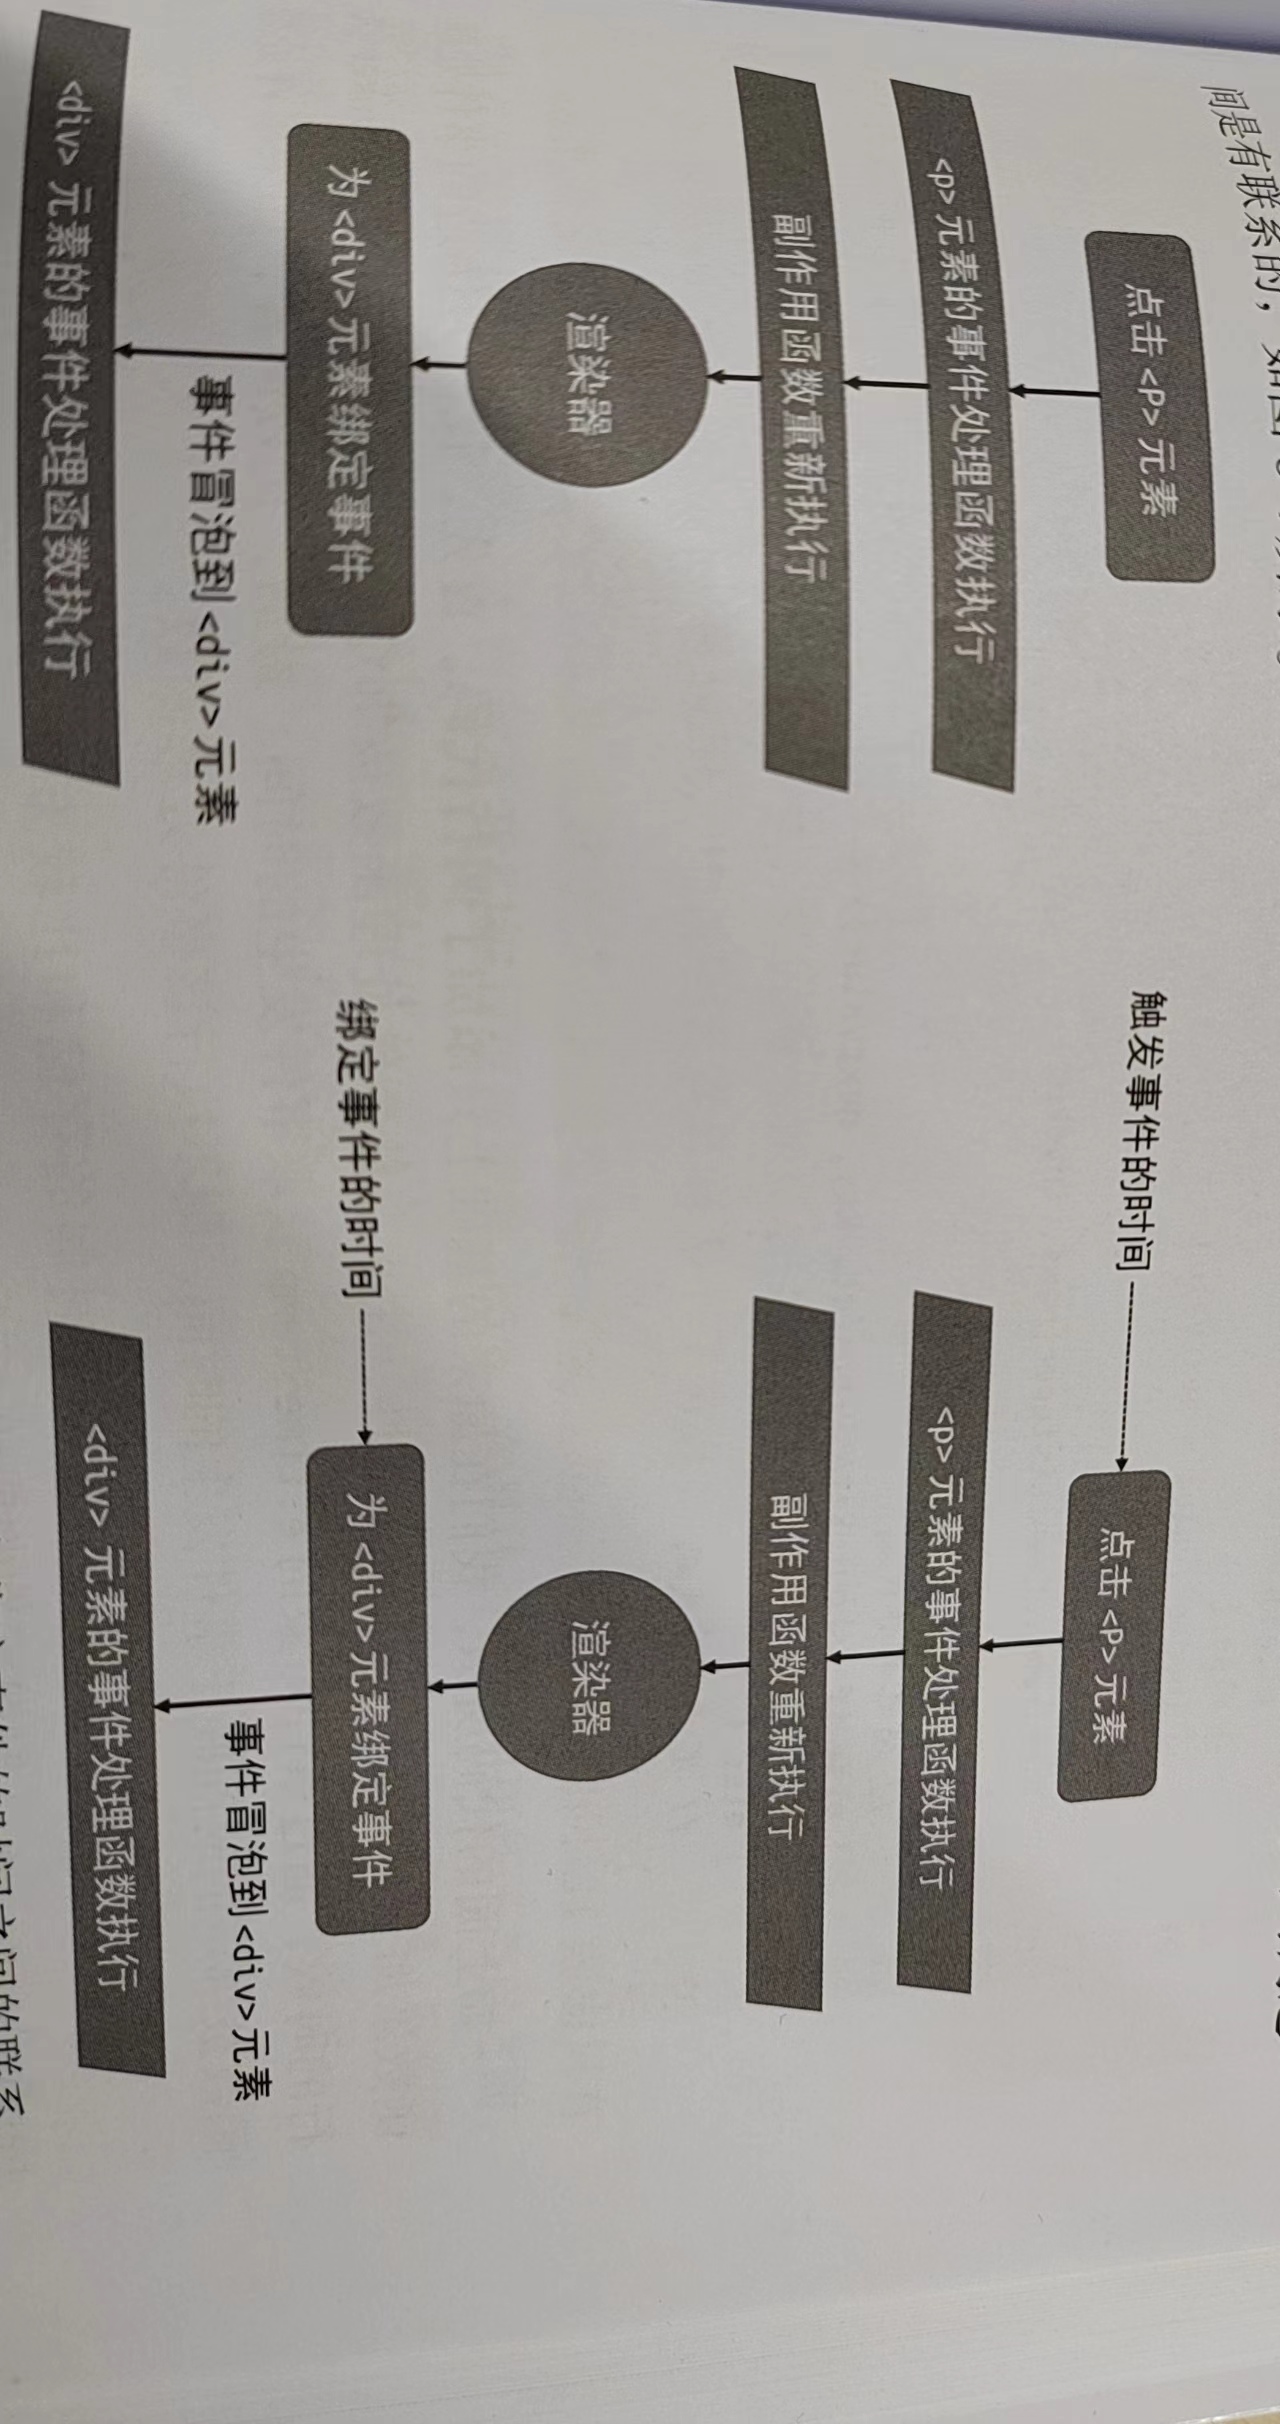 间是有联系的，如图
点击 <p> 元素
<p> 元素的事件处理函数执行
副作用函数重新执行
渲染器
为 <div> 元素绑定事件
事件冒泡到 <div> 元素
<div> 元素的事件处理函数执行
触发事件的时间
点击 <p> 元素
<p> 元素的事件处理函数执行
副作用函数重新执行
渲染器
绑定事件的时间
为 <div> 元素绑定事件
事件冒泡到 <div> 元素
<div> 元素的事件处理函数执行
时间之间的联系